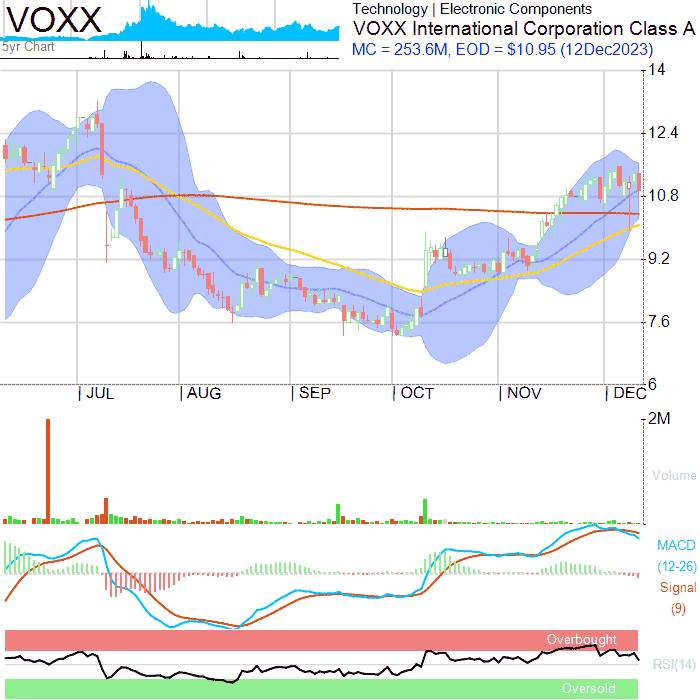 VOXX
5yr Chart
Technology | Electronic Components
VOXX International Corporation Class A
MC = 253.6M, EOD = $10.95 (12Dec2023)
14
12.4
10.8
9.2
7.6
6
JUL
AUG
SEP
OCT
NOV
DEC
2M
Volume
MACD
(12-26)
Signal
(9)
Overbought
RSI(14)
Oversold